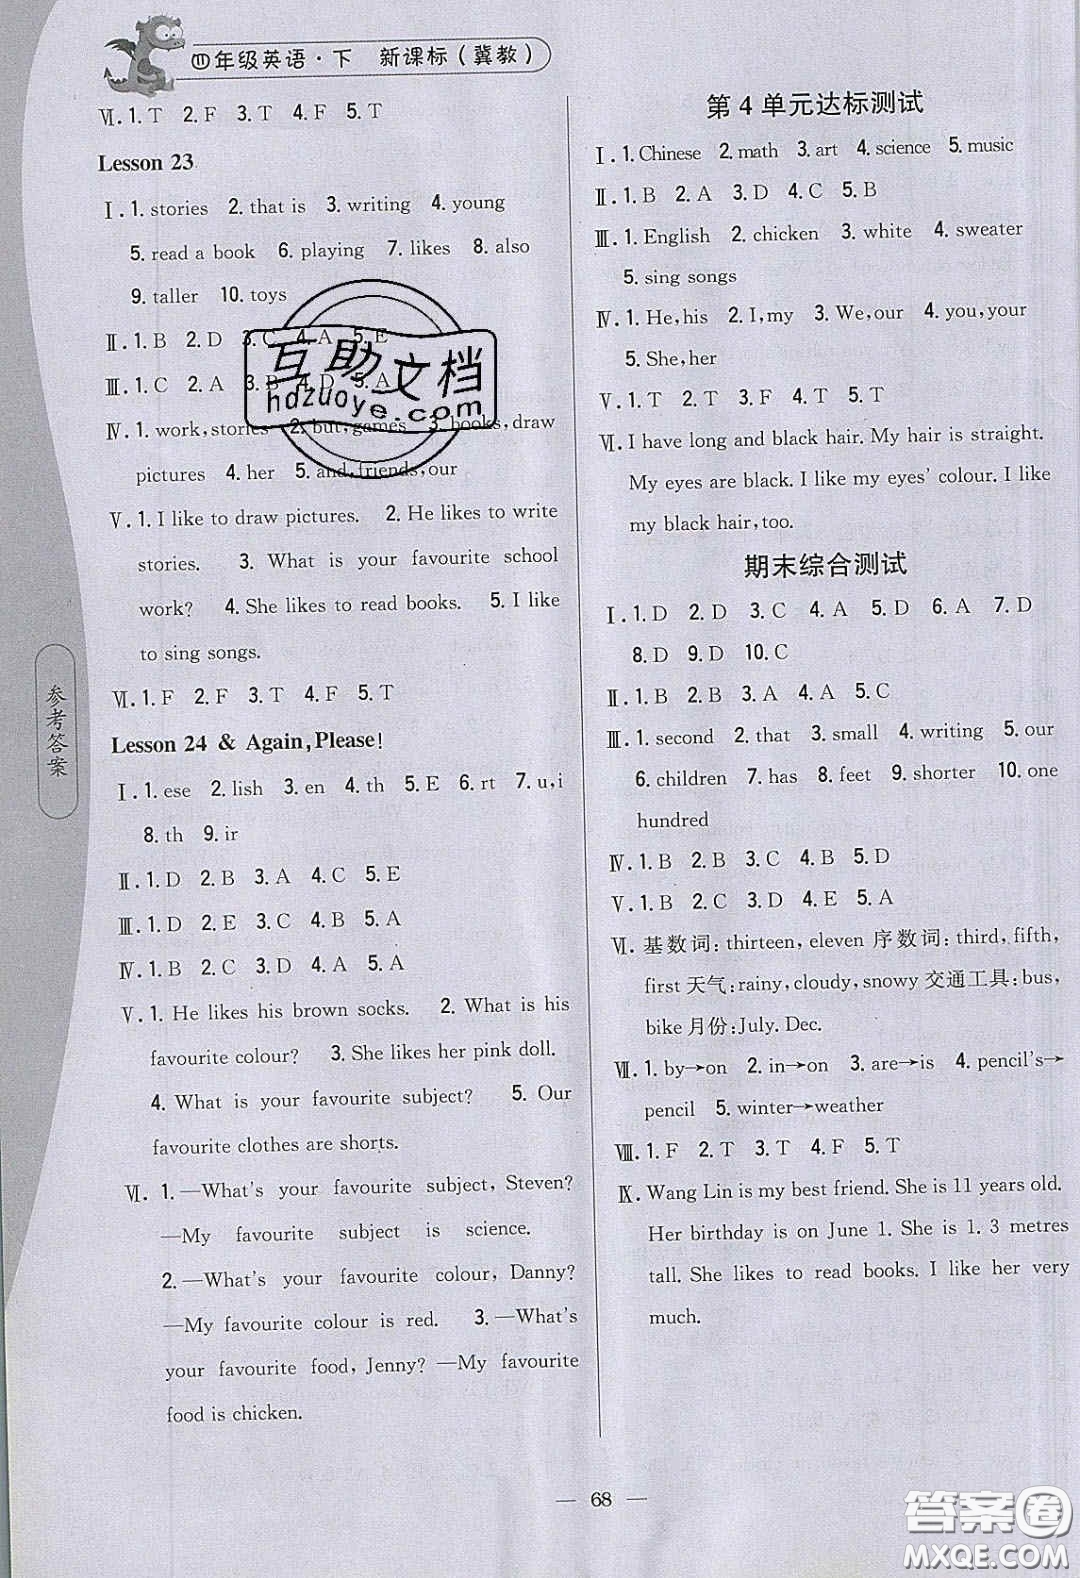 四年级英语·下 新课标(冀教)
Ⅵ.1. T 2. F 3. T 4. F 5. T
Lesson 23
Ⅰ.1. stories 2. that is 3. writing 4. young
5. read a book 6. playing 7. likes 8. also
9. taller 10. toys
Ⅱ.1. B 2. D 3. C 4. A 5. E
Ⅲ.1. C 2. A 3. B 4. D 5. A
Ⅳ.1. work, stories 2. but, games 3. books, draw
pictures 4. her 5. and, friends, our
Ⅴ.1. I like to draw pictures. 2. He likes to write
stories. 3. What is your favourite school
work? 4. She likes to read books. 5. I like
to sing songs.
Ⅵ.1. F 2. F 3. T 4. F 5. T
Lesson 24 & Again, Please!
Ⅰ.1. ese 2. lish 3. en 4. th 5. E 6. rt 7. u, i
8. th 9. ir
Ⅱ.1. D 2. B 3. A 4. C 5. E
Ⅲ.1. D 2. E 3. C 4. B 5. A
Ⅳ.1. B 2. C 3. D 4. A 5. A
Ⅴ.1. He likes his brown socks. 2. What is his
favourite colour? 3. She likes her pink doll.
4. What is your favourite subject? 5. Our
favourite clothes are shorts.
Ⅵ. 1. —What's your favourite subject, Steven?
—My favourite subject is science.
2. —What's your favourite colour, Danny?
—My favourite colour is red. 3. —What's
your favourite food, Jenny? —My favourite
food is chicken.
第4单元达标测试
Ⅰ.1. Chinese 2. math 3. art 4. science 5. music
Ⅱ.1. B 2. A 3. D 4. C 5. B
Ⅲ.1. English 2. chicken 3. white 4. sweater
5. sing songs
Ⅳ.1. He, his 2. I, my 3. We, our 4. you, your
5. She, her
Ⅴ.1. T 2. T 3. F 4. T 5. T
Ⅵ. I have long and black hair. My hair is straight.
My eyes are black. I like my eyes' colour. I like
my black hair, too.
期末综合测试
Ⅰ.1. D 2. D 3. C 4. A 5. D 6. A 7. D
8. D 9. D 10. C
Ⅱ.1. B 2. B 3. A 4. A 5. C
Ⅲ.1. second 2. that 3. small 4. writing 5. our
6. children 7. has 8. feet 9. shorter 10. one
hundred
Ⅳ.1. B 2. B 3. C 4. B 5. D
Ⅴ.1. B 2. C 3. D 4. E 5. A
Ⅵ. 基数词: thirteen, eleven 序数词: third, fifth,
first 天气: rainy, cloudy, snowy 交通工具: bus,
bike 月份: July. Dec.
Ⅶ.1. by→on 2. in→on 3. are→is 4. pencil's→
pencil 5. winter→weather
Ⅷ.1. F 2. T 3. T 4. F 5. T
Ⅸ. Wang Lin is my best friend. She is 11 years old.
Her birthday is on June 1. She is 1. 3 metres
tall. She likes to read books. I like her very
much.
参考答案
— 68 —
互助文档
hdzuoye.com
答案圈
MXQE.COM